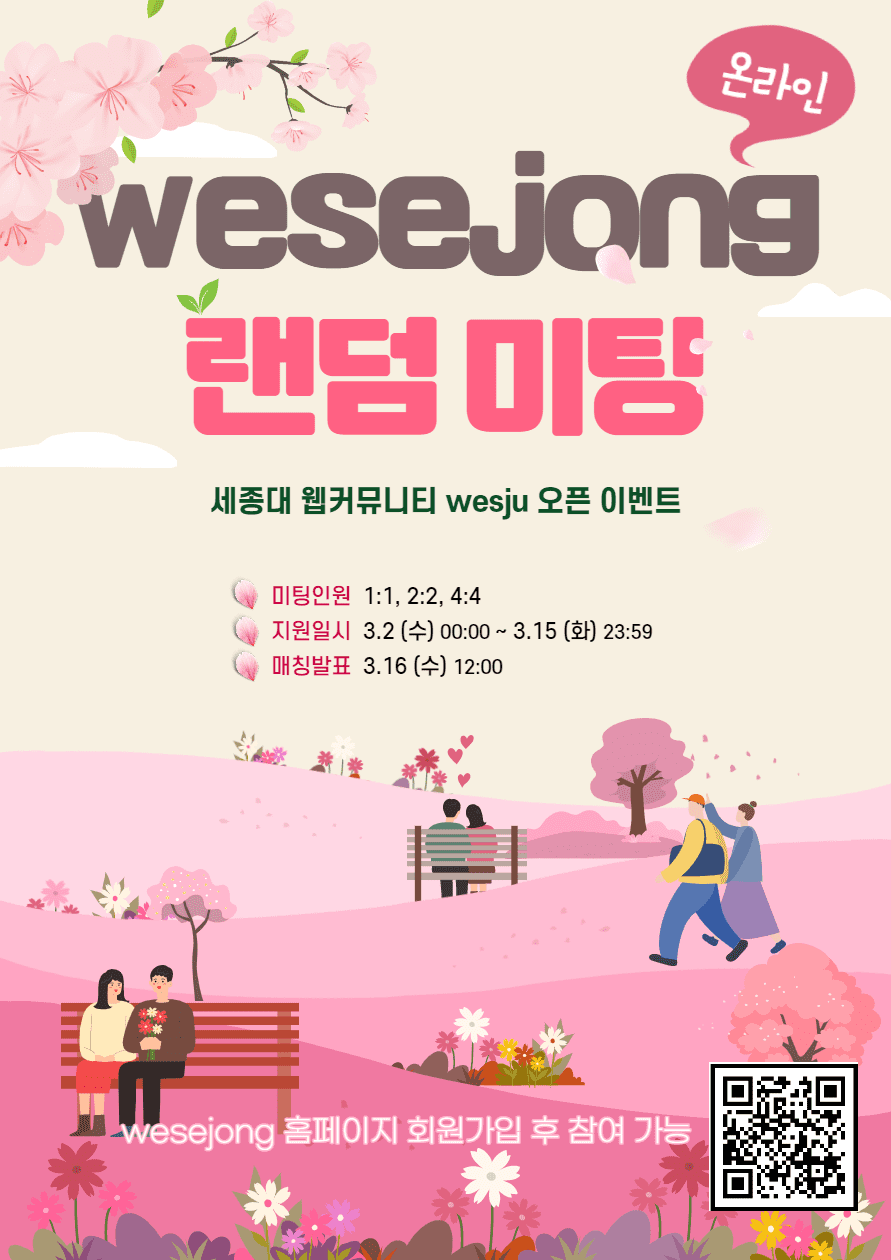 온라인
wesejong
랜덤 미팅
세종대 웹커뮤니티 wesju 오픈 이벤트
미팅인원 1:1, 2:2, 4:4
지원일시 3.2 (수) 00:00 ~ 3.15 (화) 23:59
매칭발표 3.16 (수) 12:00
wesejong 홈페이지 회원가입 후 참여 가능